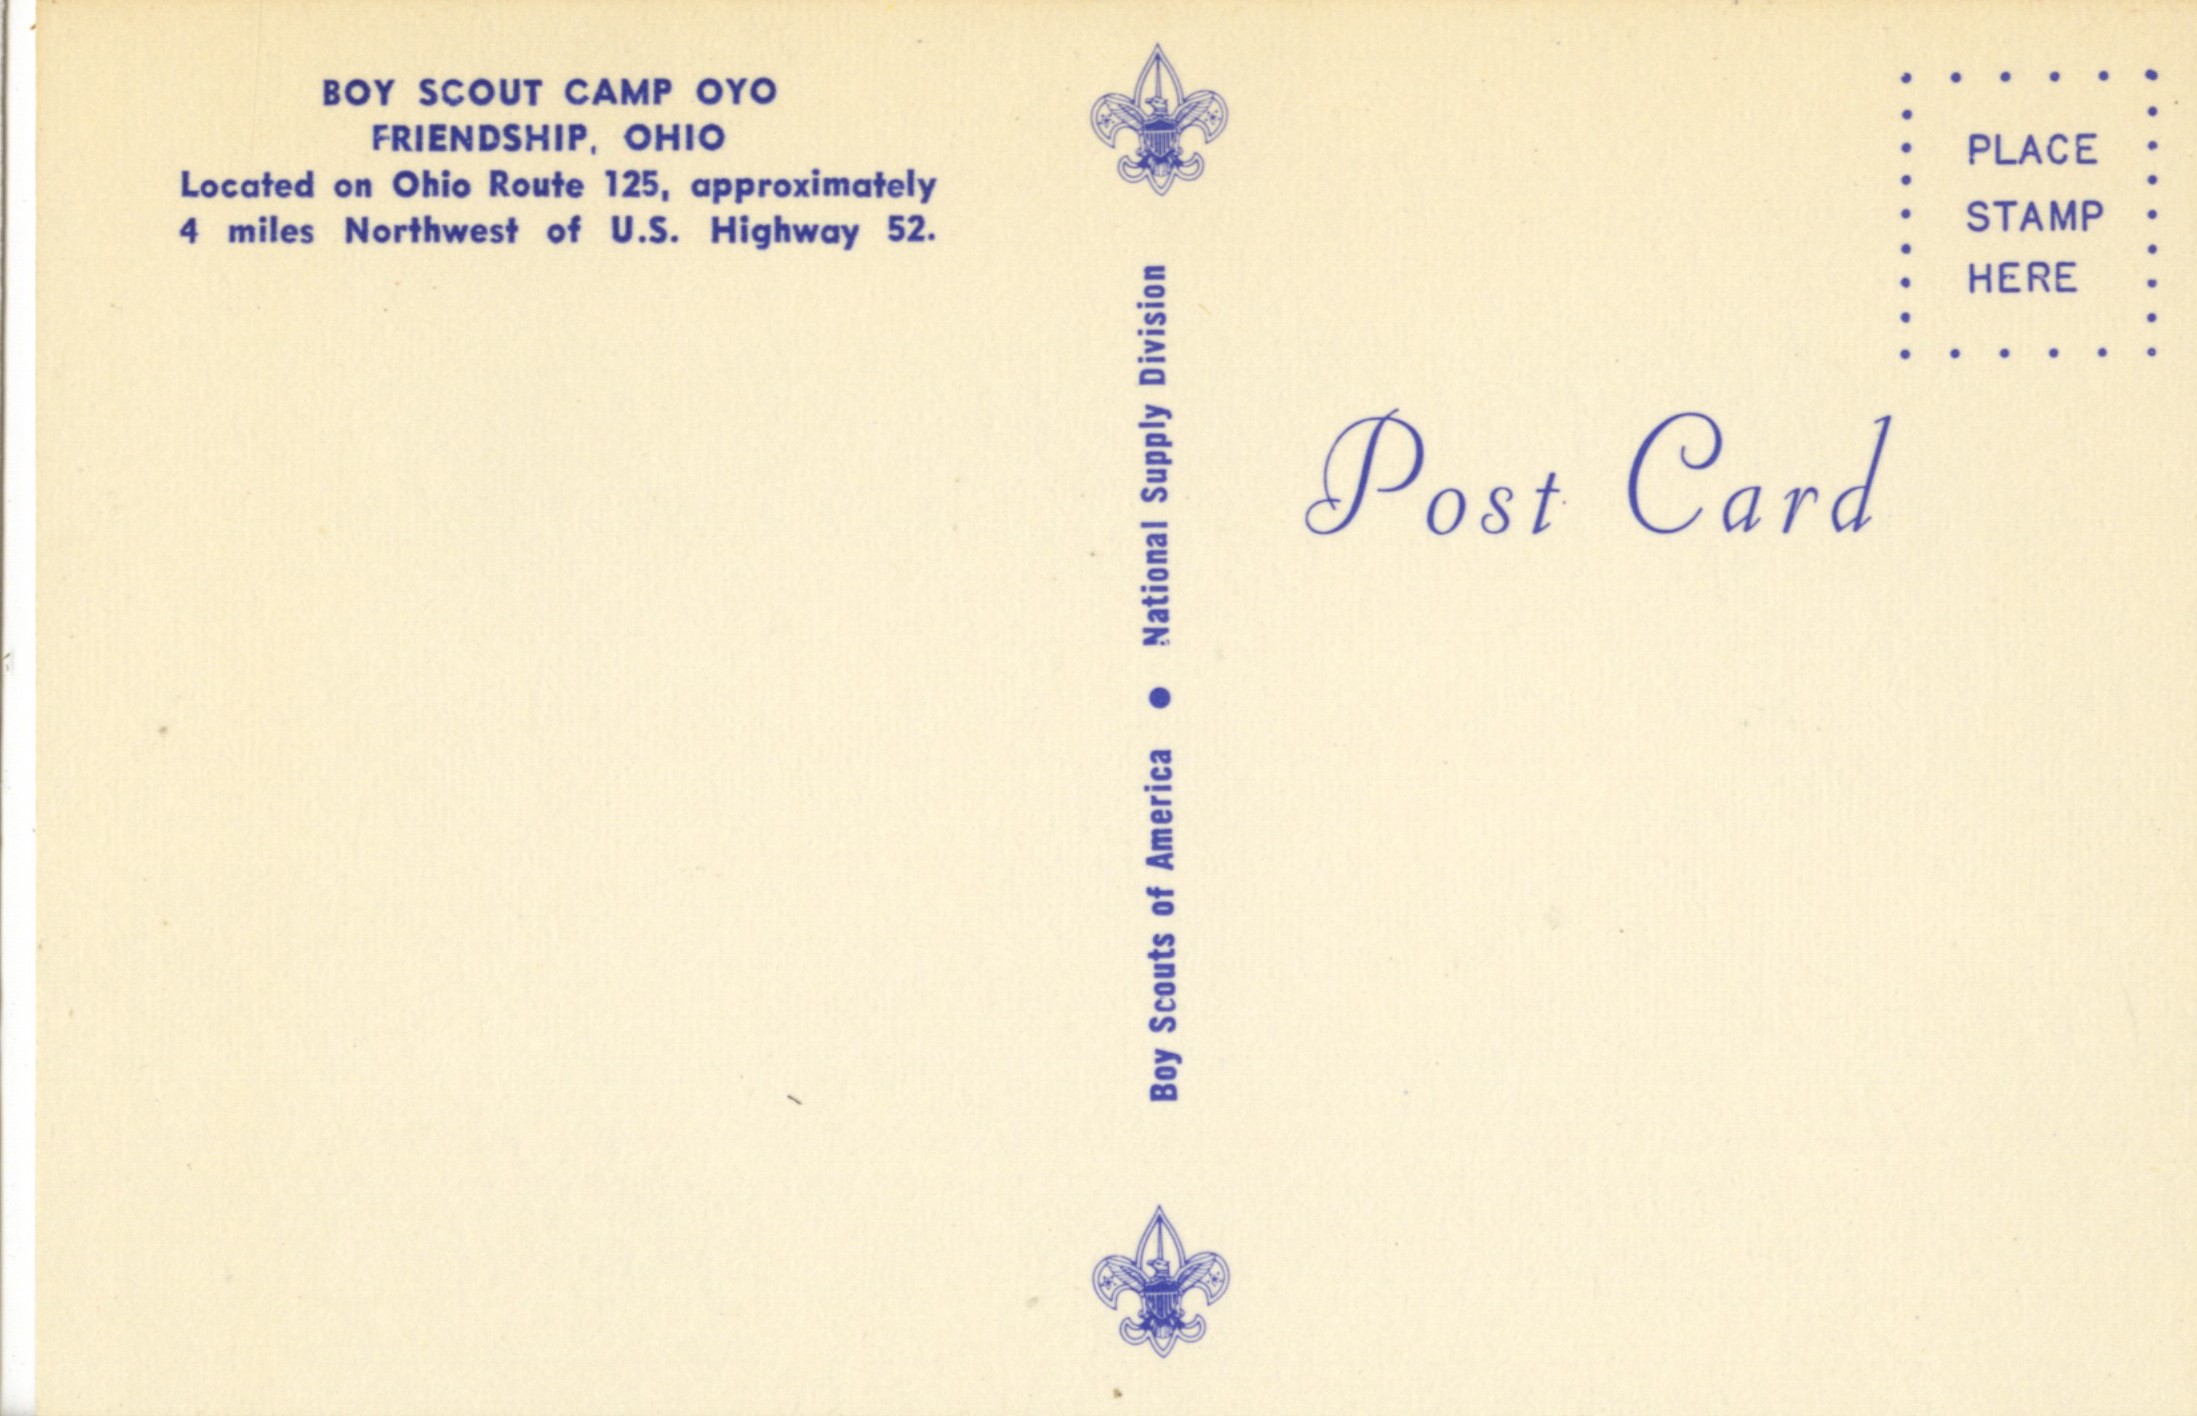 BOY SCOUT CAMP OYO
FRIENDSHIP, OHIO
Located on Ohio Route 125, approximately
4 miles Northwest of U.S. Highway 52.
Boy Scouts of America • National Supply Division
PLACE
STAMP
HERE
Post Card